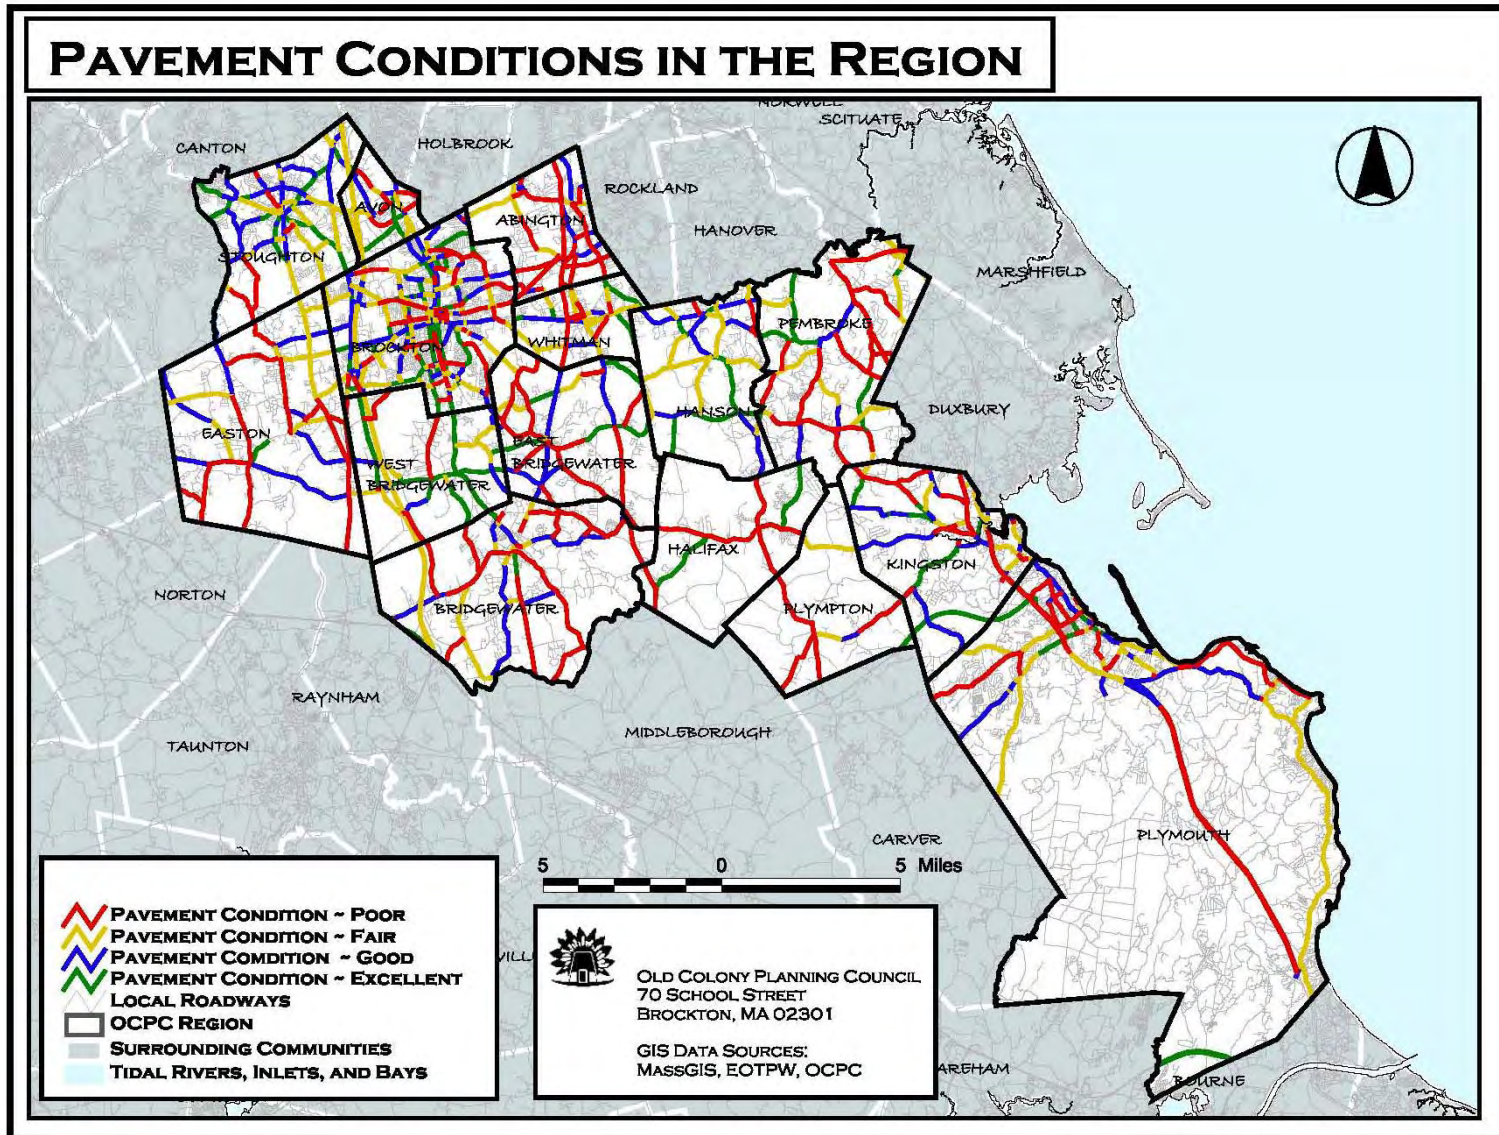 PAVEMENT CONDITIONS IN THE REGION
NORWELL
SCITUATE
CANTON
HOLBROOK
ROCKLAND
AVON
ABINGTON
HANOVER
STOUGHTON
MARSHFIELD
PEMBROKE
BROCKTON
WHITMAN
HANSON
DUXBURY
EASTON
EAST
BRIDGEWATER
WEST
BRIDGEWATER
HALIFAX
KINGSTON
NORTON
BRIDGEWATER
PLYMPTON
RAYNHAM
MIDDLEBOROUGH
TAUNTON
PLYMOUTH
CARVER
5 0 5 Miles
PAVEMENT CONDITION ~ POOR
PAVEMENT CONDITION ~ FAIR
PAVEMENT COMDITION ~ GOOD
PAVEMENT CONDITION ~ EXCELLENT
LOCAL ROADWAYS
OCPC REGION
SURROUNDING COMMUNITIES
TIDAL RIVERS, INLETS, AND BAYS
OLD COLONY PLANNING COUNCIL
70 SCHOOL STREET
BROCKTON, MA 02301
GIS DATA SOURCES:
MASSGIS, EOTPW, OCPC
AREHAM
BOURNE